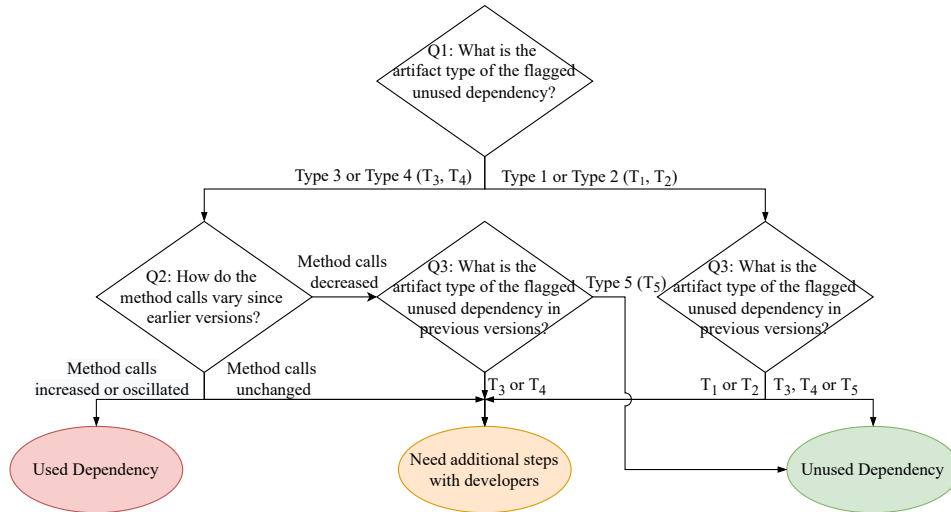 Q1: What is the
artifact type of the flagged
unused dependency?
Type 3 or Type 4 (T3, T4)
Type 1 or Type 2 (T1, T2)
Q2: How do the
method calls vary since
earlier versions?
Method calls
decreased
Q3: What is the
artifact type of the flagged
unused dependency in
previous versions?
Type 5 (T5)
Q3: What is the
artifact type of the flagged
unused dependency in
previous versions?
Method calls
increased or oscillated
Method calls
unchanged
T3 or T4
T1 or T2
T3, T4 or T5
Used Dependency
Need additional steps
with developers
Unused Dependency